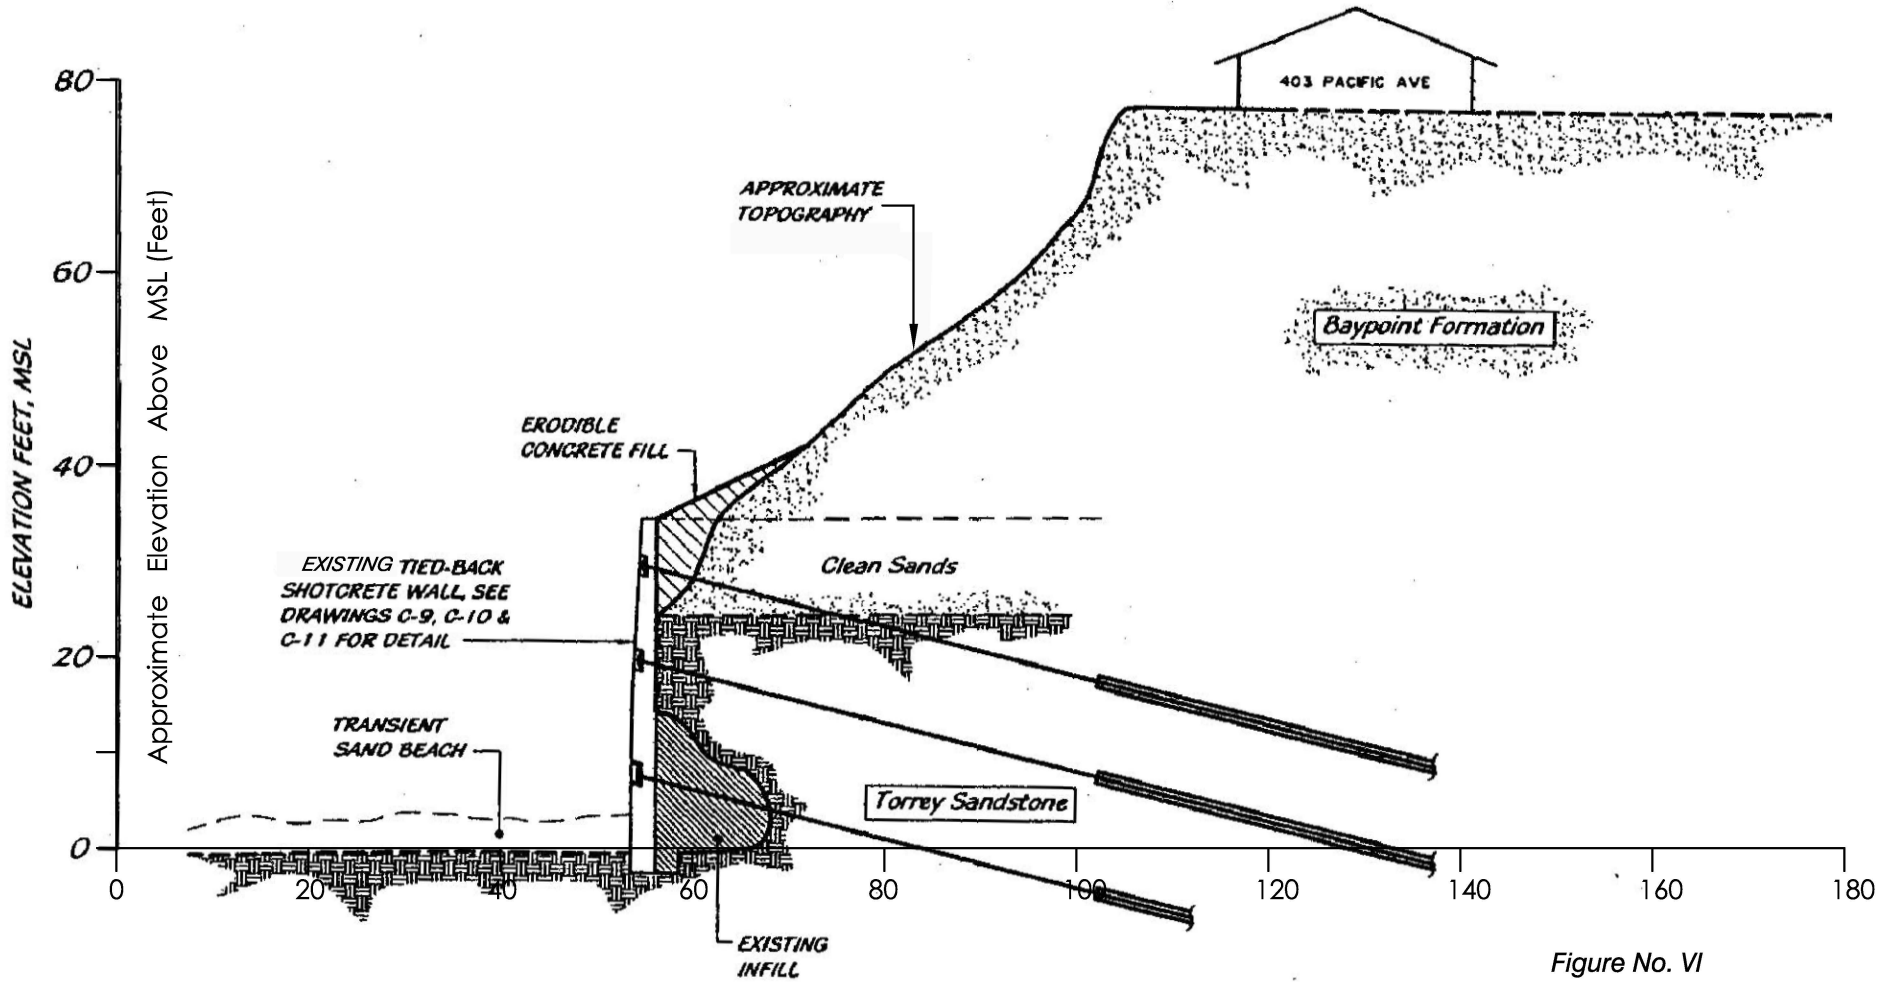 403 PACIFIC AVE
80
APPROXIMATE
TOPOGRAPHY
60
Baypoint Formation
ELEVATION FEET, MSL
Approximate Elevation Above MSL (Feet)
ERODIBLE
CONCRETE FILL
40
Clean Sands
EXISTING TIED-BACK
SHOTCRETE WALL, SEE
DRAWINGS C-9, C-10 &
C-11 FOR DETAIL
20
TRANSIENT
SAND BEACH
Torrey Sandstone
0
0 20 40 60 80 100 120 140 160 180
EXISTING
INFILL
Figure No. VI